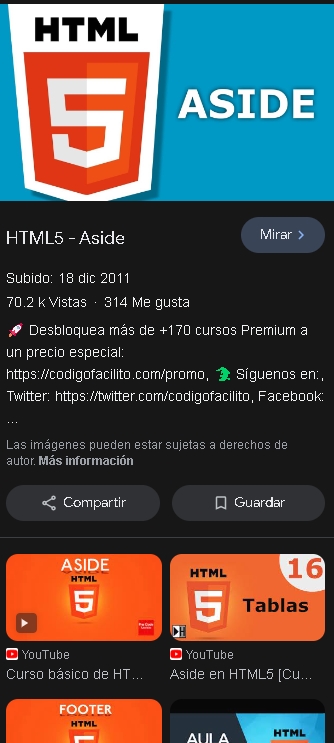 HTML
5
ASIDE
HTML5 - Aside
Mirar
Subido: 18 dic 2011
70.2 k Vistas · 314 Me gusta
🚀 Desbloquea más de +170 cursos Premium a
un precio especial:
https://codigofacilito.com/promo, 🐊 Síguenos en:,
Twitter: https://twitter.com/codigofacilito, Facebook:
...
Las imágenes pueden estar sujetas a derechos de
autor. Más información
Compartir
Guardar
ASIDE
HTML
5
16
HTML
5
Tablas
YouTube
Curso básico de HT...
YouTube
Aside en HTML5 [Cu...
FOOTER
HTML
AULA
HTML